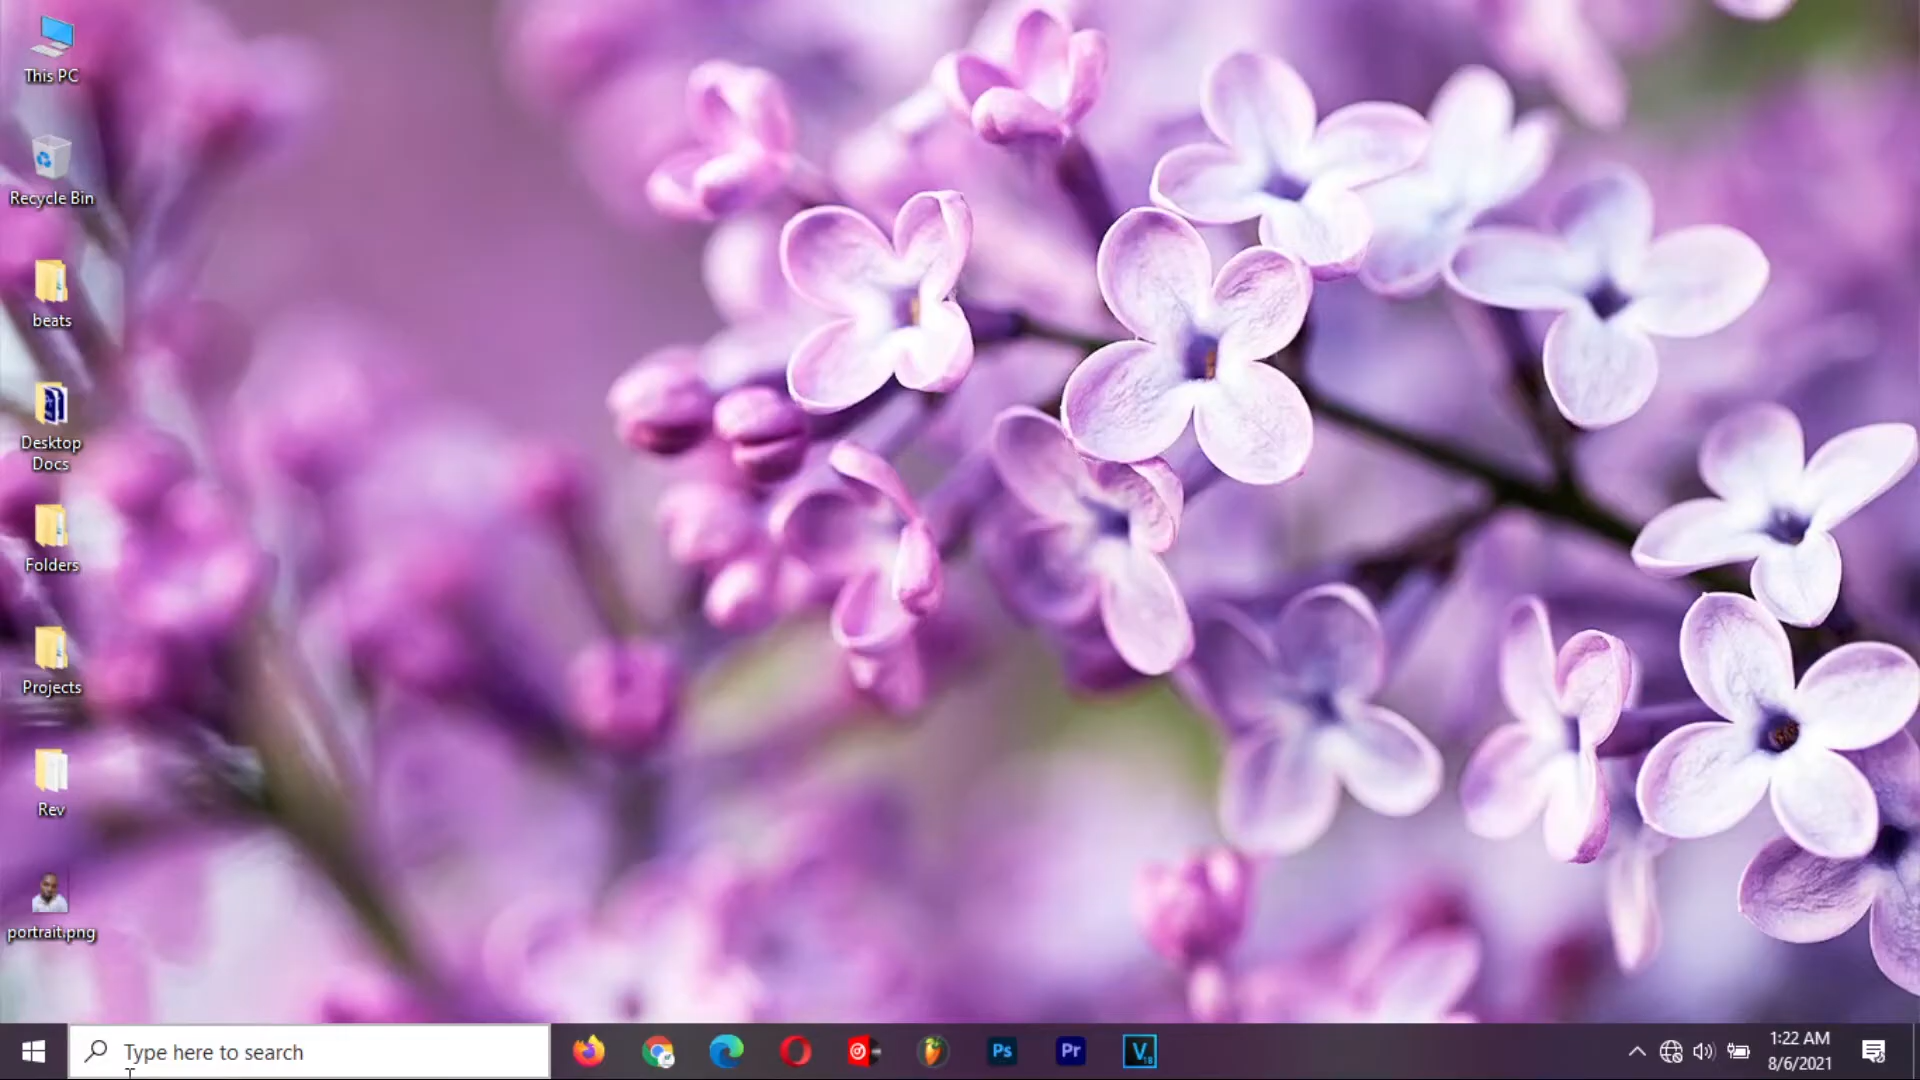 This PC
Recycle Bin
beats
Desktop
Docs
Folders
Projects
Rev
portrait.png
Type here to search
Ps
Pr
V
18
1:22 AM
8/6/2021